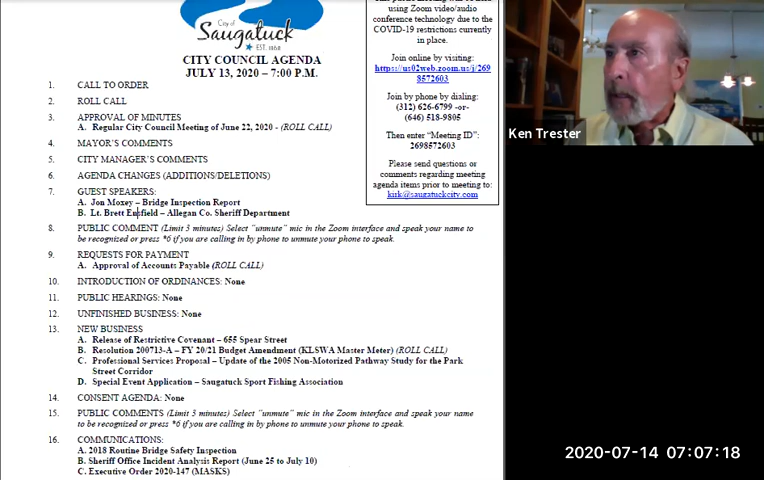 City of
Saugatuck
EST. 1868
CITY COUNCIL AGENDA
JULY 13, 2020 – 7:00 P.M.
using Zoom video/audio
conference technology due to the
COVID-19 restrictions currently
in place.
Join online by visiting:
https://us02web.zoom.us/j/269
8572603
Join by phone by dialing:
(312) 626-6799 -or-
(646) 518-9805
Then enter “Meeting ID”:
2698572603
Please send questions or
comments regarding meeting
agenda items prior to meeting to:
kirk@saugatuckcity.com
1. CALL TO ORDER
2. ROLL CALL
3. APPROVAL OF MINUTES
A. Regular City Council Meeting of June 22, 2020 - (ROLL CALL)
4. MAYOR’S COMMENTS
5. CITY MANAGER’S COMMENTS
6. AGENDA CHANGES (ADDITIONS/DELETIONS)
7. GUEST SPEAKERS:
A. Jon Moxey – Bridge Inspection Report
B. Lt. Brett Ensfield – Allegan Co. Sheriff Department
8. PUBLIC COMMENT (Limit 3 minutes) Select “unmute” mic in the Zoom interface and speak your name to
be recognized or press *6 if you are calling in by phone to unmute your phone to speak.
9. REQUESTS FOR PAYMENT
A. Approval of Accounts Payable (ROLL CALL)
10. INTRODUCTION OF ORDINANCES: None
11. PUBLIC HEARINGS: None
12. UNFINISHED BUSINESS: None
13. NEW BUSINESS
A. Release of Restrictive Covenant – 655 Spear Street
B. Resolution 200713-A – FY 20/21 Budget Amendment (KLSWA Master Meter) (ROLL CALL)
C. Professional Services Proposal – Update of the 2005 Non-Motorized Pathway Study for the Park
Street Corridor
D. Special Event Application – Saugatuck Sport Fishing Association
14. CONSENT AGENDA: None
15. PUBLIC COMMENTS (Limit 3 minutes) Select “unmute” mic in the Zoom interface and speak your name
to be recognized or press *6 if you are calling in by phone to unmute your phone to speak.
16. COMMUNICATIONS:
A. 2018 Routine Bridge Safety Inspection
B. Sheriff Office Incident Analysis Report (June 25 to July 10)
C. Executive Order 2020-147 (MASKS)
Ken Trester
2020-07-14 07:07:18